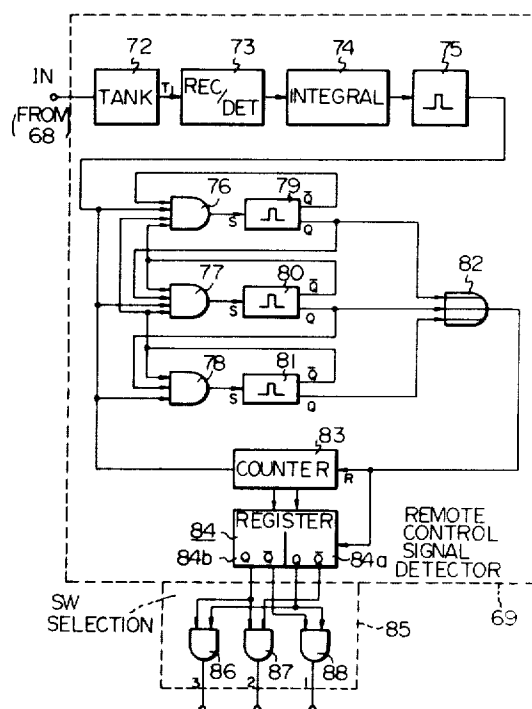 72
73
74
75
IN
(FROM 68)
TANK
T1
REC/DET
INTEGRAL
76
79
Q̅
S
Q
82
77
80
Q̅
S
Q
78
81
Q̅
S
Q
83
COUNTER
R
REGISTER
84
84b
Q
Q̅
Q
Q̅
84a
REMOTE
CONTROL
SIGNAL
DETECTOR
SW
SELECTION
85
69
86
87
88
3
2
1